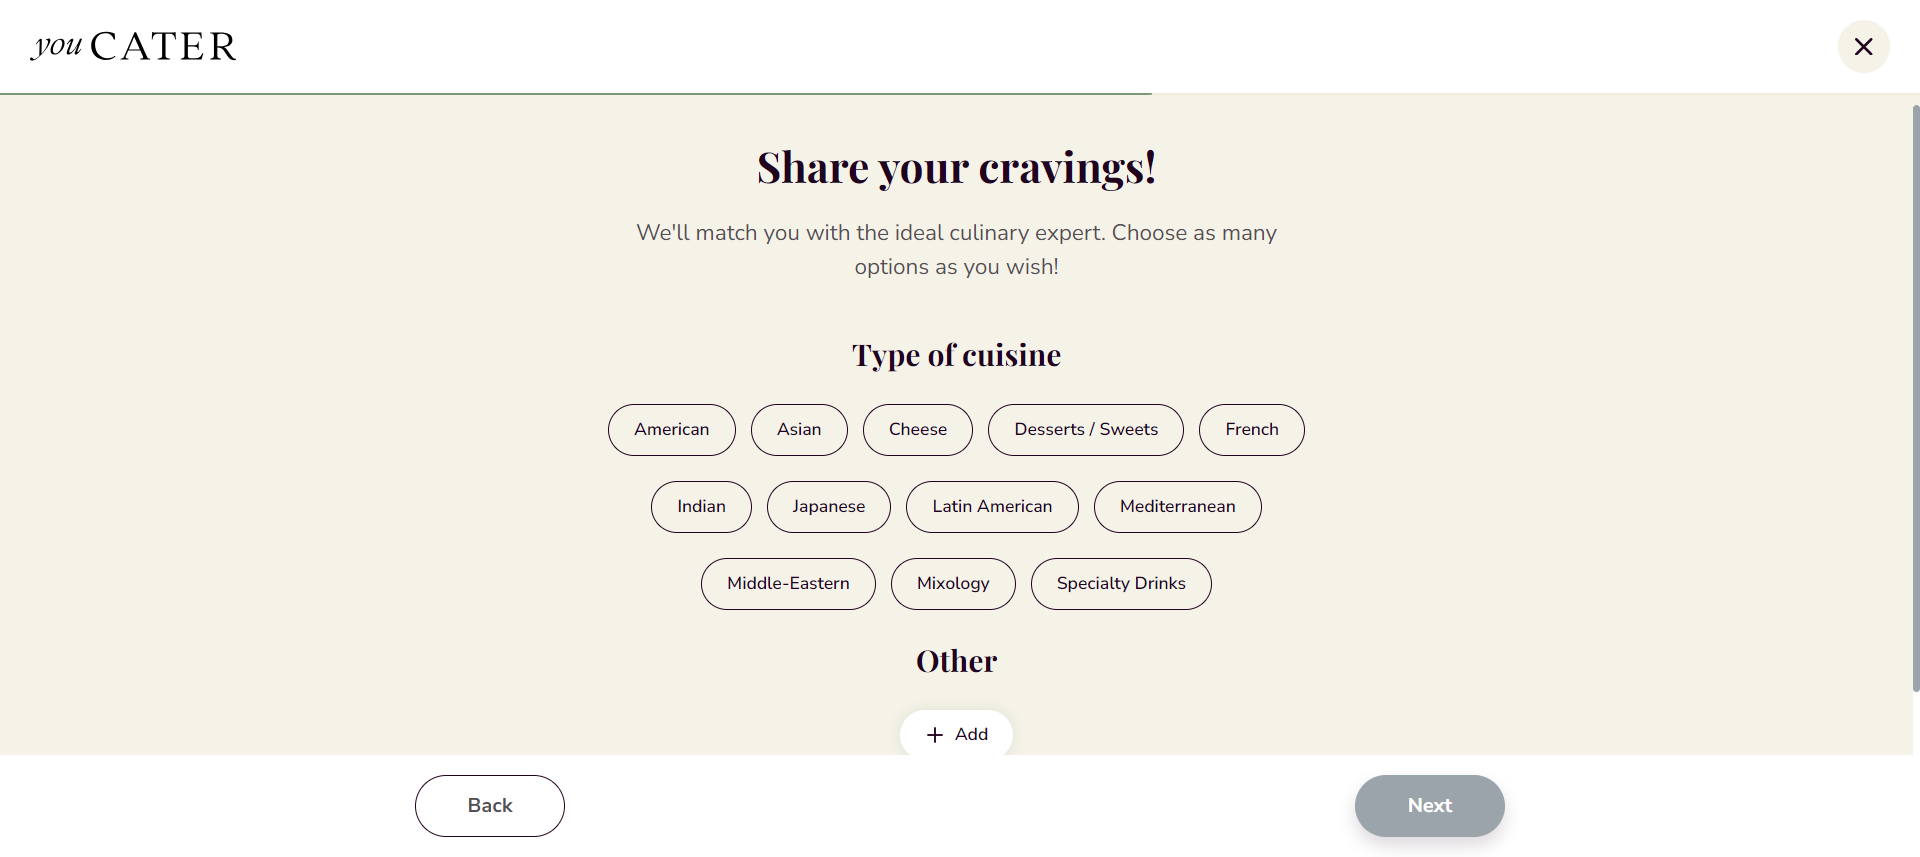 you CATER
Share your cravings!
We'll match you with the ideal culinary expert. Choose as many
options as you wish!
Type of cuisine
American Asian Cheese Desserts / Sweets French
Indian Japanese Latin American Mediterranean
Middle-Eastern Mixology Specialty Drinks
Other
Add
Back Next